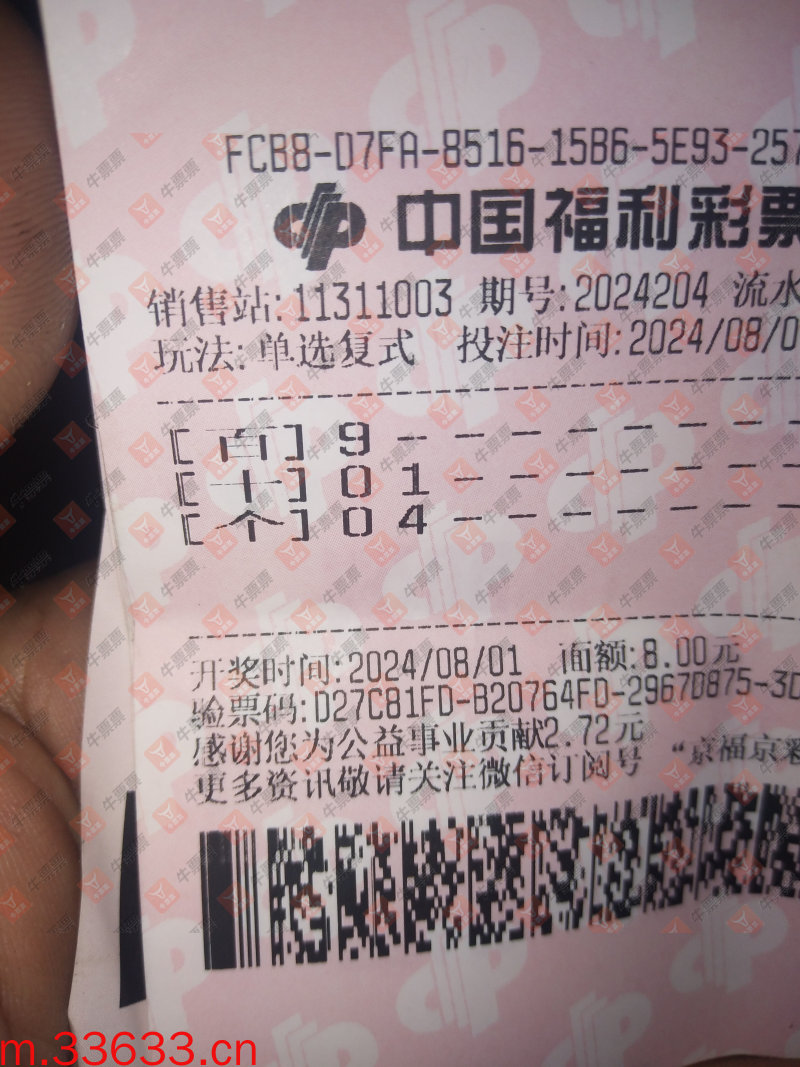 FCB8-D7FA-8516-15B6-5E93-257
中国福利彩票
销售站:11311003 期号:2024204 流水
玩法:单选复式 投注时间:2024/08/0
[百] 9 - - - - - - -
[十] 0 1 - - - - - -
[个] 0 4 - - - - - -
开奖时间:2024/08/01 面额:8.00元
验票码:D27C81FD-B20764FD-2967D875-3D
感谢您为公益事业贡献2.72元
更多资讯敬请关注微信订阅号 “京福京彩
m.33633.cn
牛票票